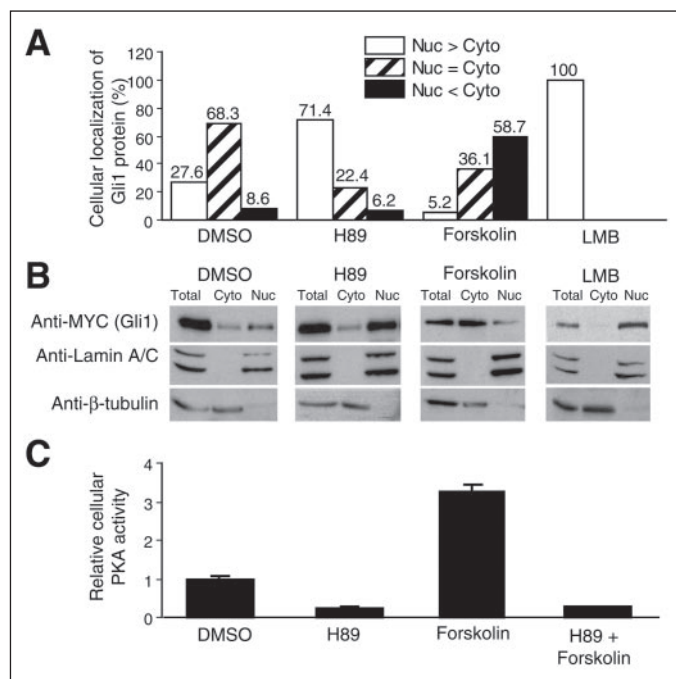 A
Nuc > Cyto
Nuc = Cyto
Nuc < Cyto
Cellular localization of
Gli1 protein (%)
120
100
80
60
40
20
0
27.6
68.3
8.6
71.4
22.4
6.2
5.2
36.1
58.7
100
DMSO
H89
Forskolin
LMB
B
DMSO
H89
Forskolin
LMB
Total Cyto Nuc
Total Cyto Nuc
Total Cyto Nuc
Total Cyto Nuc
Anti-MYC (Gli1)
Anti-Lamin A/C
Anti-β-tubulin
C
Relative cellular
PKA activity
4
3
2
1
0
DMSO
H89
Forskolin
H89 +
Forskolin